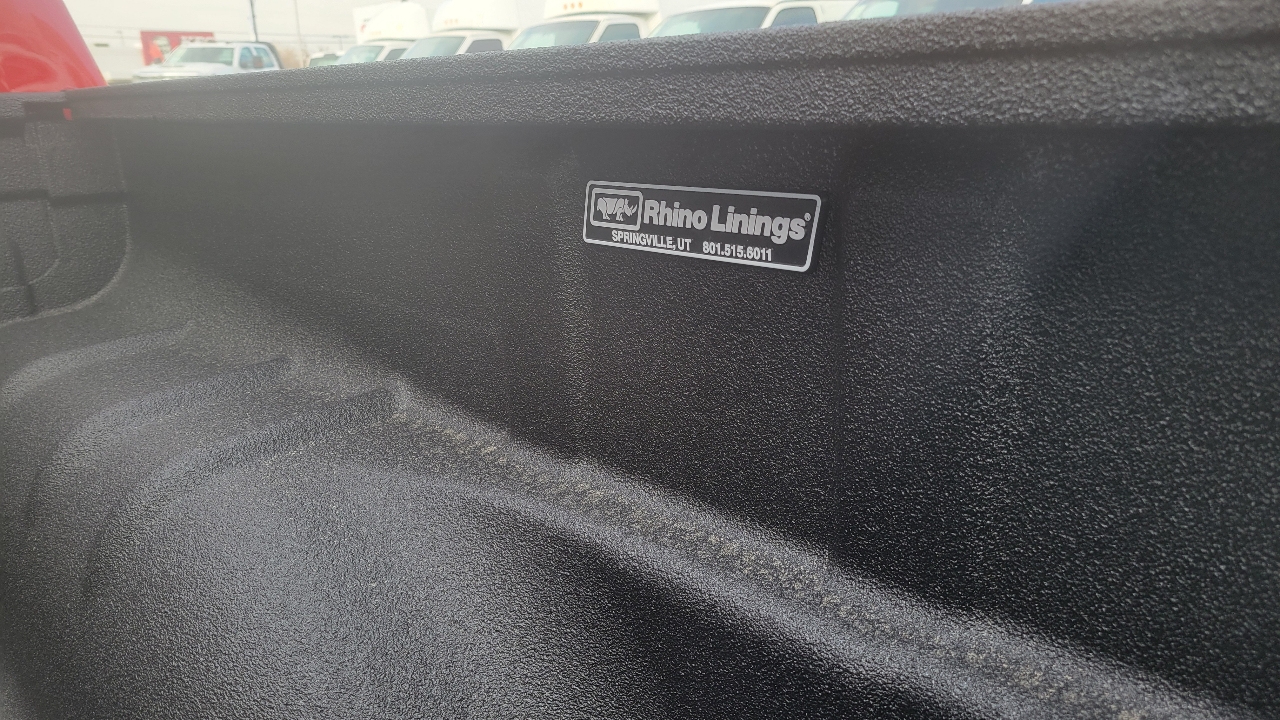 Rhino Linings®
SPRINGVILLE, UT 801.515.6011